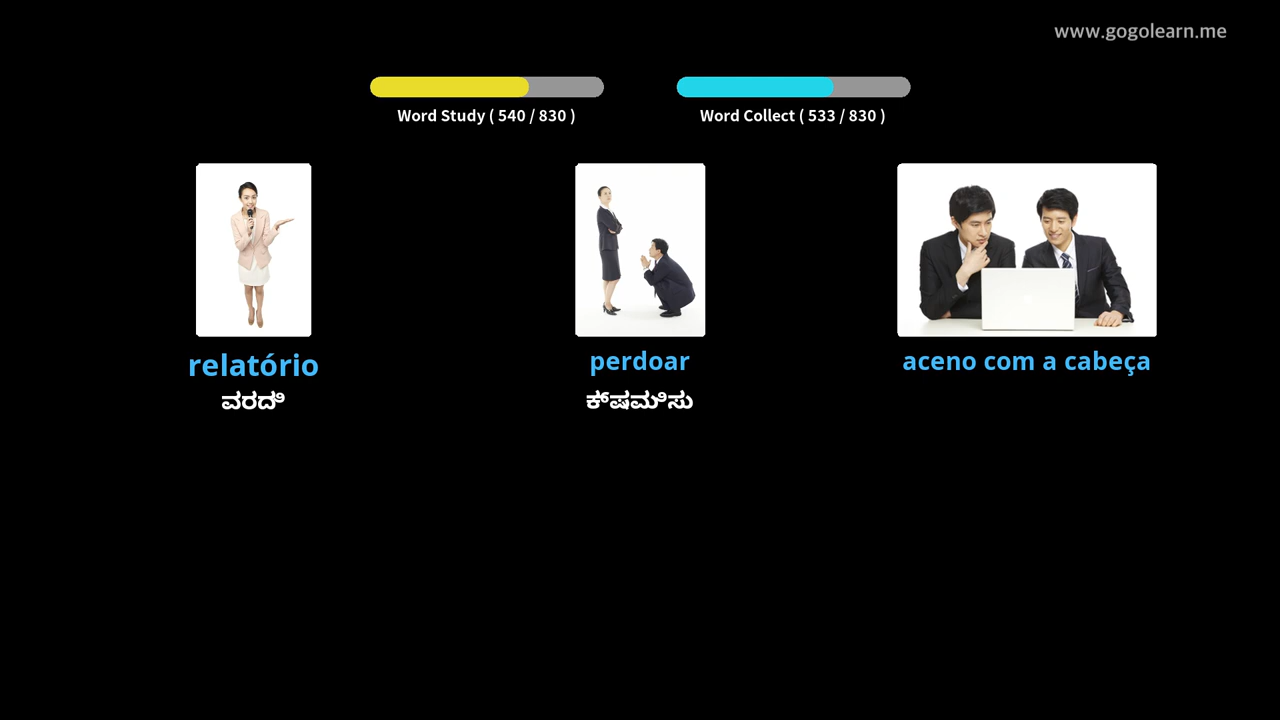 www.gogolearn.me
Word Study ( 540 / 830 )
Word Collect ( 533 / 830 )
relatório
perdoar
aceno com a cabeça
ವರದಿ
ಕ್ಷಮಿಸು